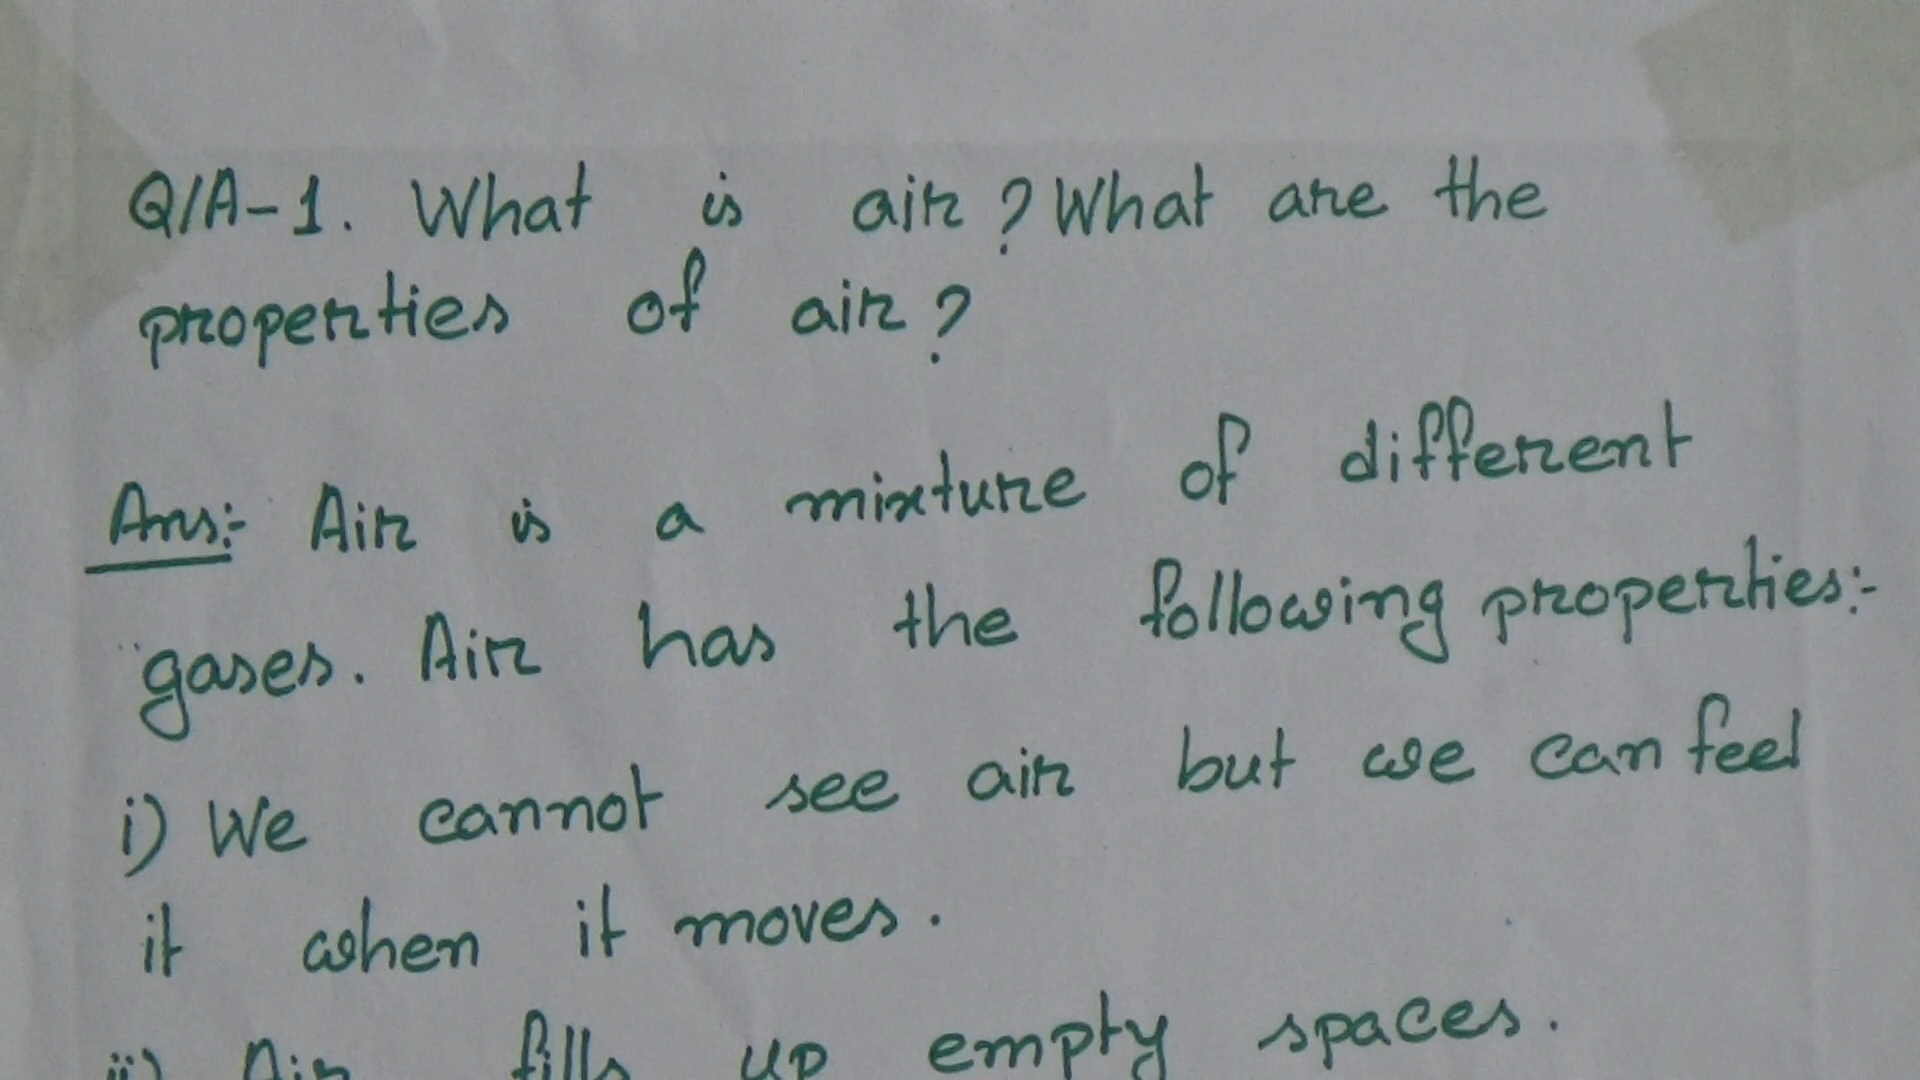 Q/A-1. What is air? What are the
properties of air?
Ans:- Air is a mixture of different
gases. Air has the following properties:-
i) We cannot see air but we can feel
it when it moves.
ii) Air fills up empty spaces.